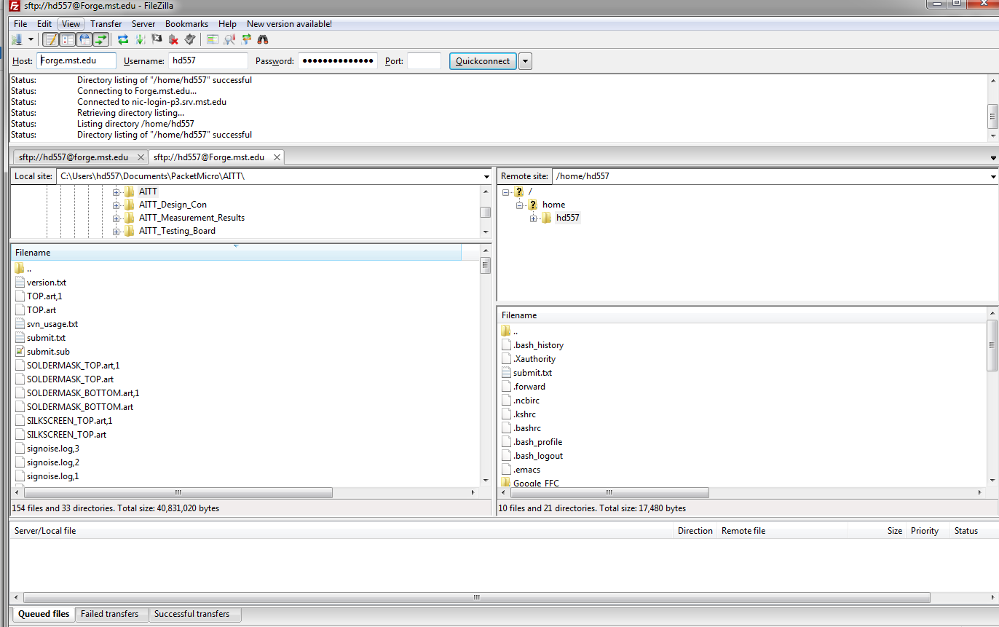 sftp://hd557@Forge.mst.edu - FileZilla
File Edit View Transfer Server Bookmarks Help New version available!
Host: Forge.mst.edu Username: hd557 Password: ●●●●●●●●●●●●●● Port: Quickconnect
Status: Directory listing of "/home/hd557" successful
Status: Connecting to Forge.mst.edu...
Status: Connected to nic-login-p3.srv.mst.edu
Status: Retrieving directory listing...
Status: Listing directory /home/hd557
Status: Directory listing of "/home/hd557" successful
sftp://hd557@forge.mst.edu sftp://hd557@Forge.mst.edu
Local site: C:\Users\hd557\Documents\PacketMicro\AITT\
AITT
AITT_Design_Con
AITT_Measurement_Results
AITT_Testing_Board
Filename
..
version.txt
TOP.art,1
TOP.art
svn_usage.txt
submit.txt
submit.sub
SOLDERMASK_TOP.art,1
SOLDERMASK_TOP.art
SOLDERMASK_BOTTOM.art,1
SOLDERMASK_BOTTOM.art
SILKSCREEN_TOP.art,1
SILKSCREEN_TOP.art
signoise.log,3
signoise.log,2
signoise.log,1
154 files and 33 directories. Total size: 40,831,020 bytes
Remote site: /home/hd557
/
home
hd557
Filename
..
.bash_history
.Xauthority
submit.txt
.forward
.ncbirc
.kshrc
.bashrc
.bash_profile
.bash_logout
.emacs
Google_FFC
10 files and 21 directories. Total size: 17,480 bytes
Server/Local file Direction Remote file Size Priority Status
Queued files Failed transfers Successful transfers